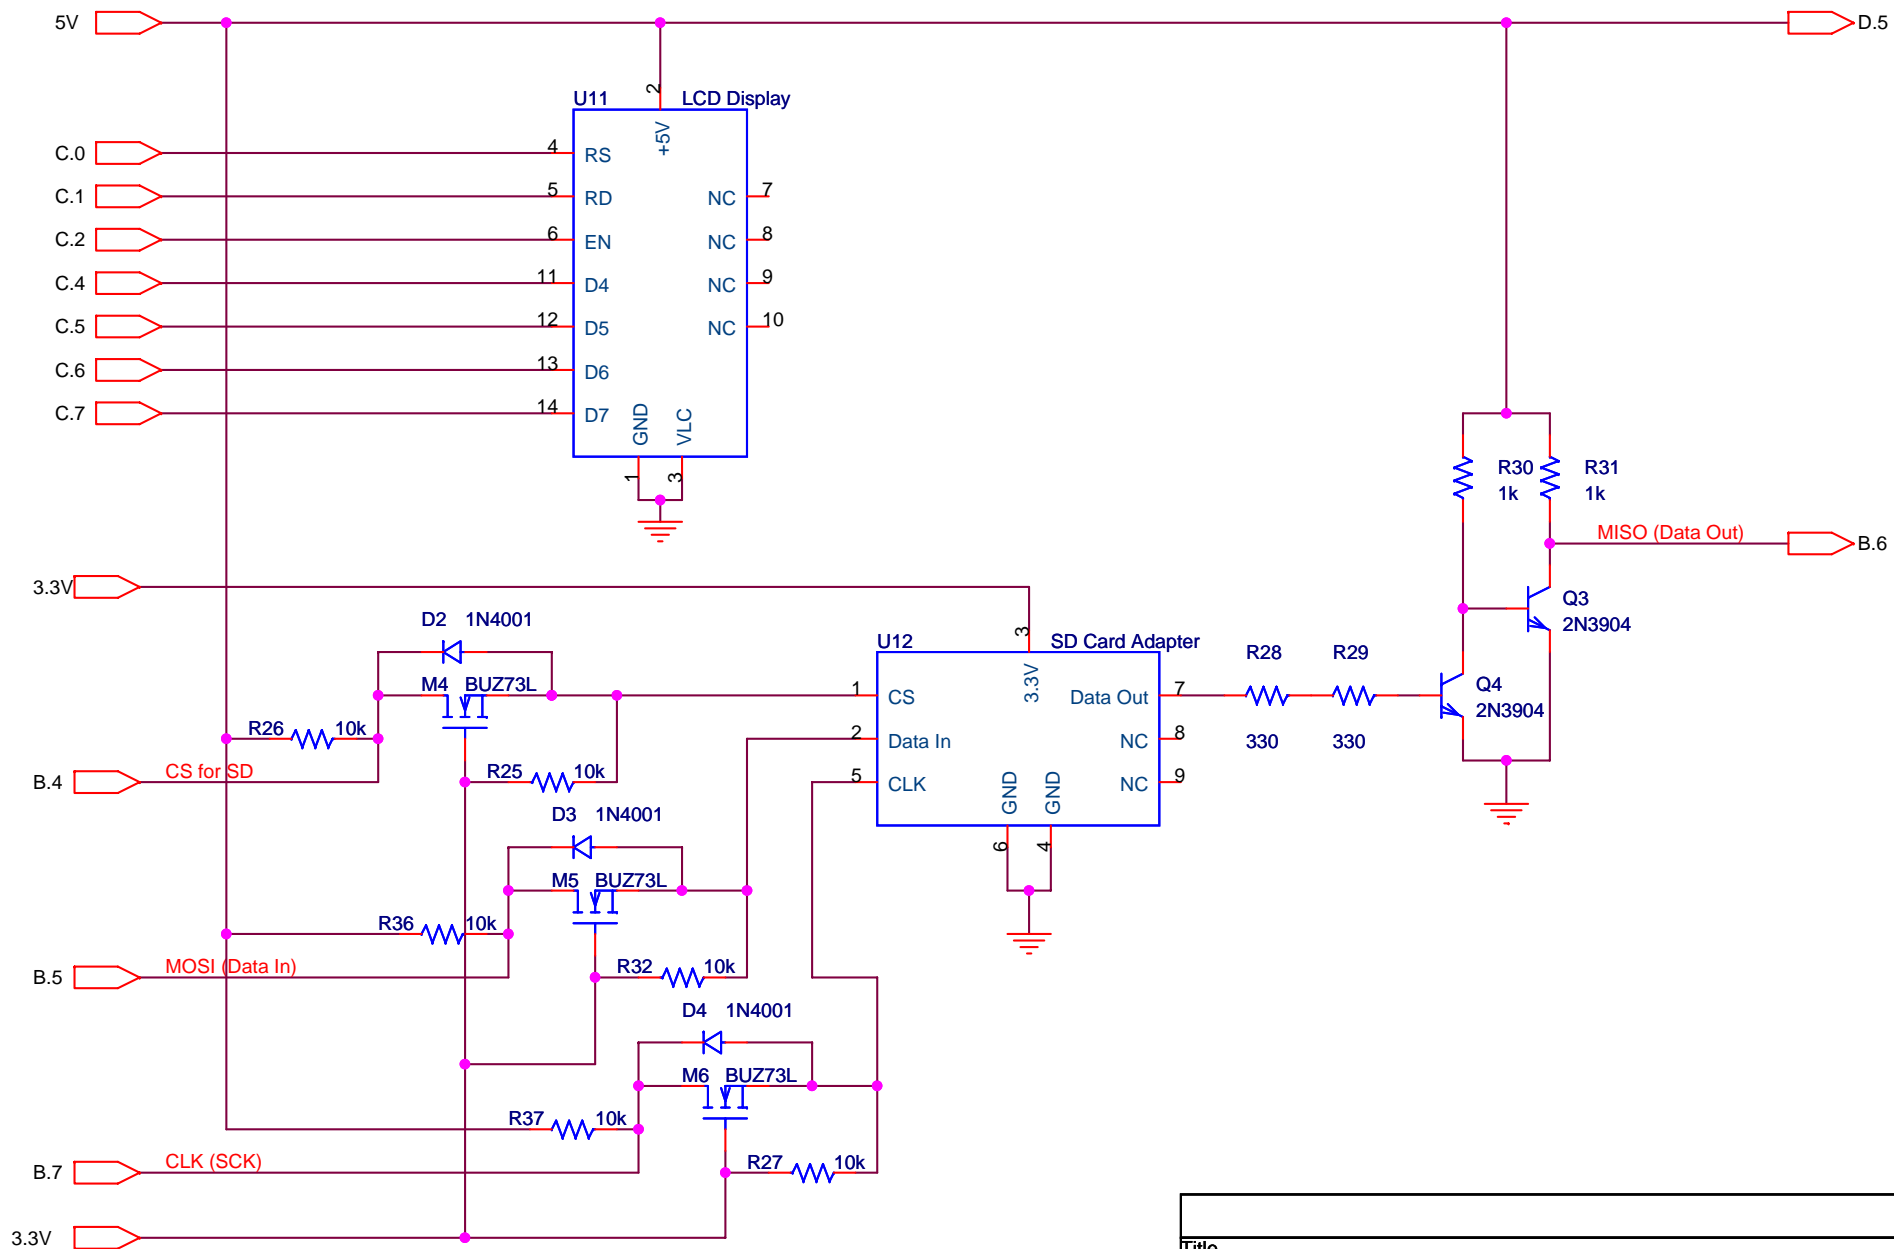 5V
D.5
U11 LCD Display
2
+5V
C.0
4 RS
C.1
5 RD
NC 7
C.2
6 EN
NC 8
C.4
11 D4
NC 9
C.5
12 D5
NC 10
C.6
13 D6
C.7
14 D7
GND VLC
1 3
R30
1k
R31
1k
MISO (Data Out)
B.6
3.3V
D2 1N4001
Q3
2N3904
U12 SD Card Adapter
3
3.3V
R28 R29
M4 BUZ73L
1 CS
Data Out 7
Q4
2N3904
R26 10k
2 Data In
NC 8
330 330
CS for SD
B.4
R25 10k
5 CLK
NC 9
GND GND
6 4
D3 1N4001
M5 BUZ73L
R36 10k
MOSI (Data In)
B.5
R32 10k
D4 1N4001
M6 BUZ73L
R37 10k
CLK (SCK)
B.7
R27 10k
3.3V
Title